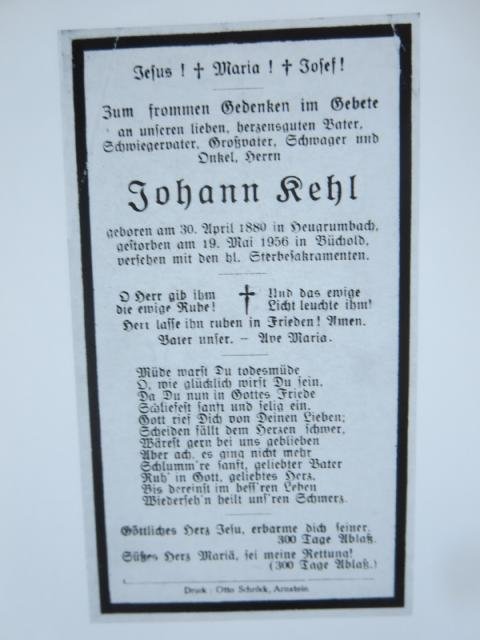 Jesus ! † Maria ! † Josef !
Zum frommen Gedenken im Gebete
an unseren lieben, herzensguten Vater,
Schwiegervater, Großvater, Schwager und
Onkel, Herrn
Johann Kehl
geboren am 30. April 1880 in Heugrumbach,
gestorben am 19. Mai 1956 in Büchold,
versehen mit den hl. Sterbesakramenten.
O Herr gib ihm
die ewige Ruhe!
†
Und das ewige
Licht leuchte ihm!
Herr lasse ihn ruhen in Frieden! Amen.
Vater unser. – Ave Maria.
Müde warst Du todesmüde
O, wie glücklich wirst Du sein,
Da Du nun in Gottes Friede
Schliefest sanft und selig ein.
Gott rief Dich von Deinen Lieben;
Scheiden fällt dem Herzen schwer,
Wärest gern bei uns geblieben
Aber ach, es ging nicht mehr
Schlumm're sanft, geliebter Vater
Ruh' in Gott, geliebtes Herz,
Bis dereinst im bess'ren Leben
Wiederseh'n heilt uns'ren Schmerz.
Göttliches Herz Jesu, erbarme dich seiner.
300 Tage Ablaß.
Süßes Herz Mariä, sei meine Rettung!
(300 Tage Ablaß.)
Druck : Otto Schröck, Arnstein.